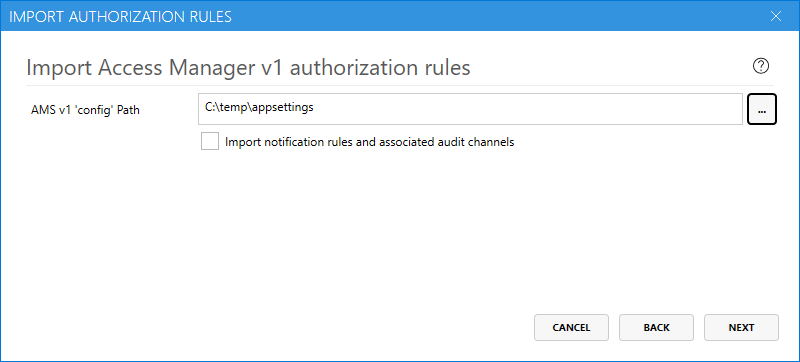 IMPORT AUTHORIZATION RULES
Import Access Manager v1 authorization rules
AMS v1 'config' Path
C:\temp\appsettings
...
Import notification rules and associated audit channels
CANCEL
BACK
NEXT